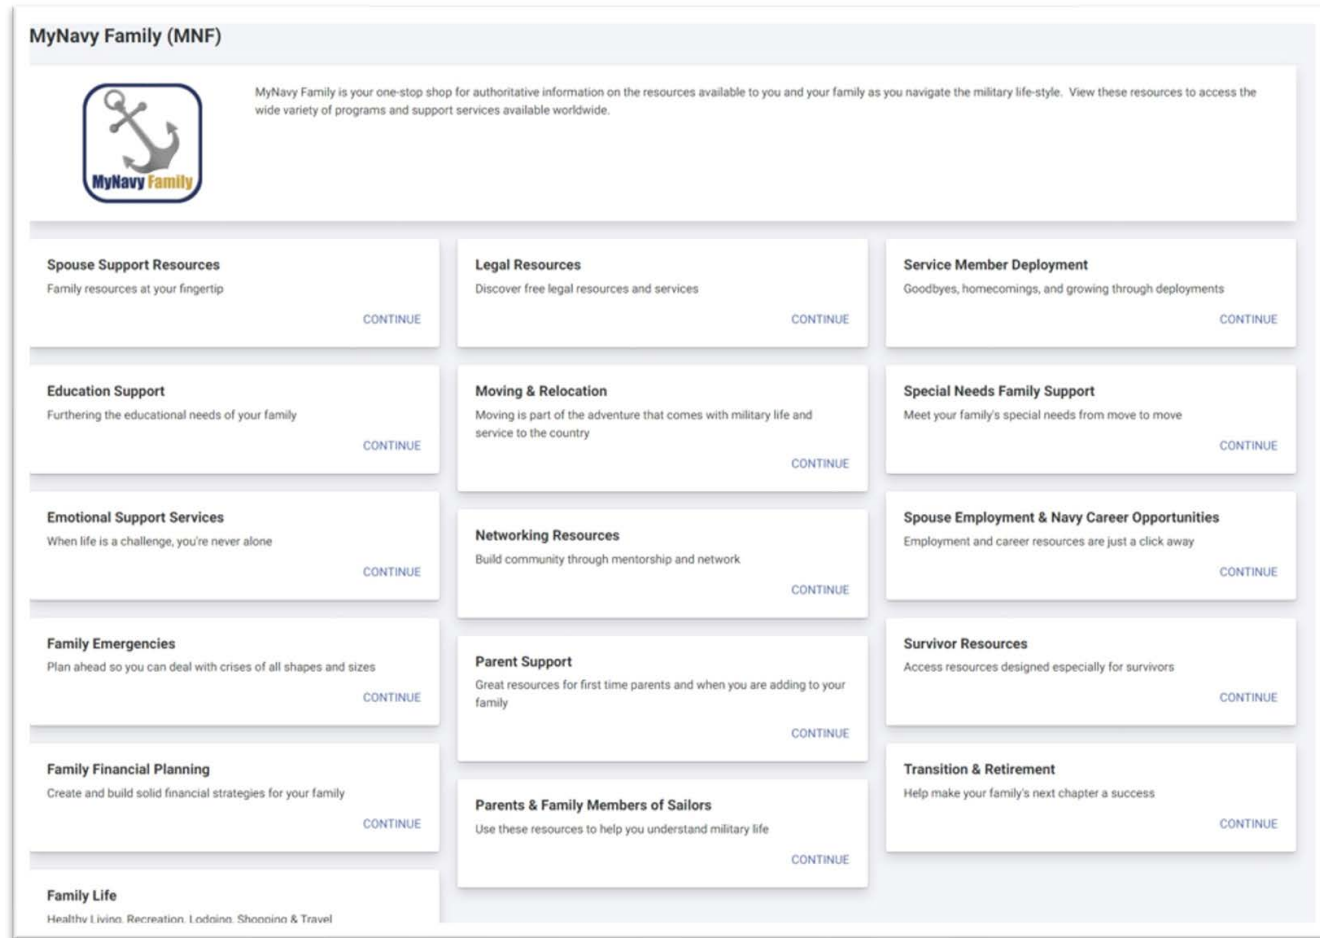 MyNavy Family (MNF)
MyNavy Family
MyNavy Family is your one-stop shop for authoritative information on the resources available to you and your family as you navigate the military life-style.  View these resources to access the
wide variety of programs and support services available worldwide.
Spouse Support Resources
Family resources at your fingertip
CONTINUE
Education Support
Furthering the educational needs of your family
CONTINUE
Emotional Support Services
When life is a challenge, you're never alone
CONTINUE
Family Emergencies
Plan ahead so you can deal with crises of all shapes and sizes
CONTINUE
Family Financial Planning
Create and build solid financial strategies for your family
CONTINUE
Family Life
Healthy Living, Recreation, Lodging, Shopping & Travel
Legal Resources
Discover free legal resources and services
CONTINUE
Moving & Relocation
Moving is part of the adventure that comes with military life and
service to the country
CONTINUE
Networking Resources
Build community through mentorship and network
CONTINUE
Parent Support
Great resources for first time parents and when you are adding to your
family
CONTINUE
Parents & Family Members of Sailors
Use these resources to help you understand military life
CONTINUE
Service Member Deployment
Goodbyes, homecomings, and growing through deployments
CONTINUE
Special Needs Family Support
Meet your family's special needs from move to move
CONTINUE
Spouse Employment & Navy Career Opportunities
Employment and career resources are just a click away
CONTINUE
Survivor Resources
Access resources designed especially for survivors
CONTINUE
Transition & Retirement
Help make your family's next chapter a success
CONTINUE